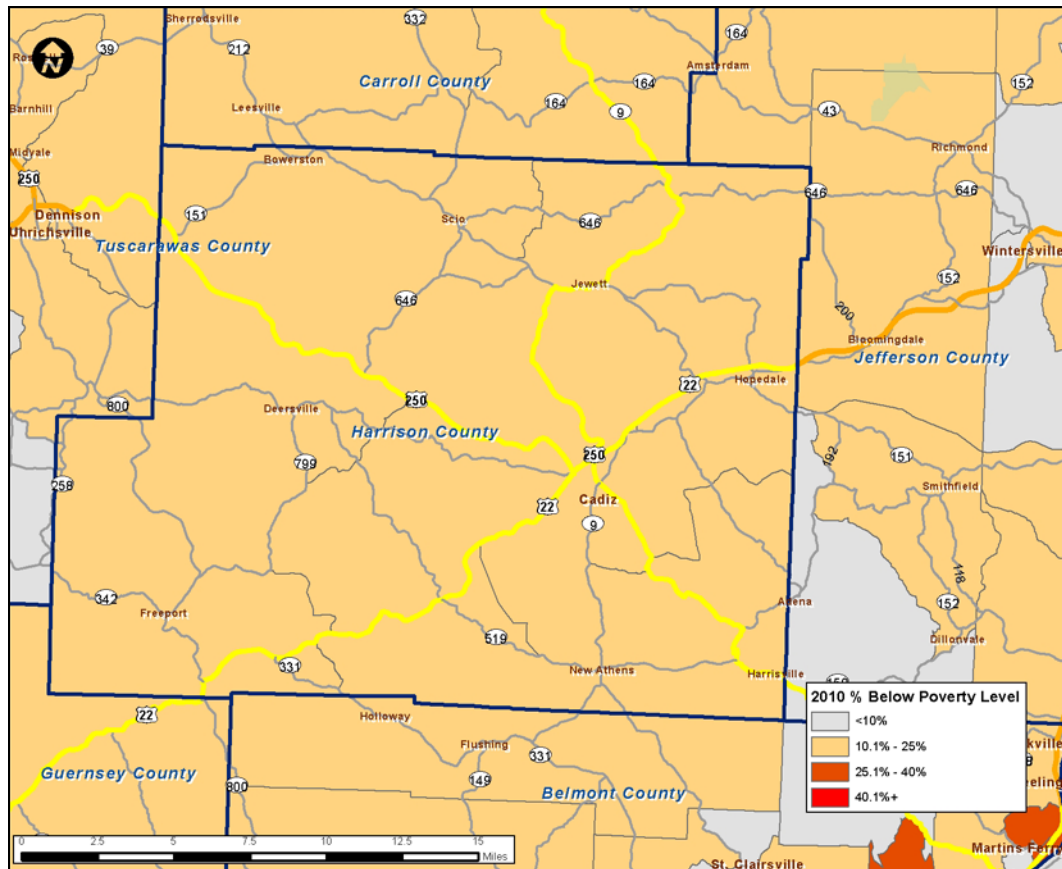 Sherrodsville
332
164
39
212
N
Carroll County
Amsterdam
164
152
Barnhill
Leesville
164
9
43
Midvale
Bowerston
Richmond
250
646
646
Dennison
151
Scio
646
Uhrichsville
Tuscarawas County
Wintersville
152
Jewett
646
200
Bloomingdale
Jefferson County
22
Hopedale
250
800
Deersville
Harrison County
250
192
151
799
258
Smithfield
Cadiz
22
9
118
342
152
Freeport
519
Dillonvale
331
New Athens
Harrisville
2010 % Below Poverty Level
<10%
10.1% - 25%
25.1% - 40%
40.1%+
22
Holloway
Flushing
331
Guernsey County
149
800
Belmont County
0 2.5 5 7.5 10 12.5 15
Miles
St. Clairsville
Martins Ferr